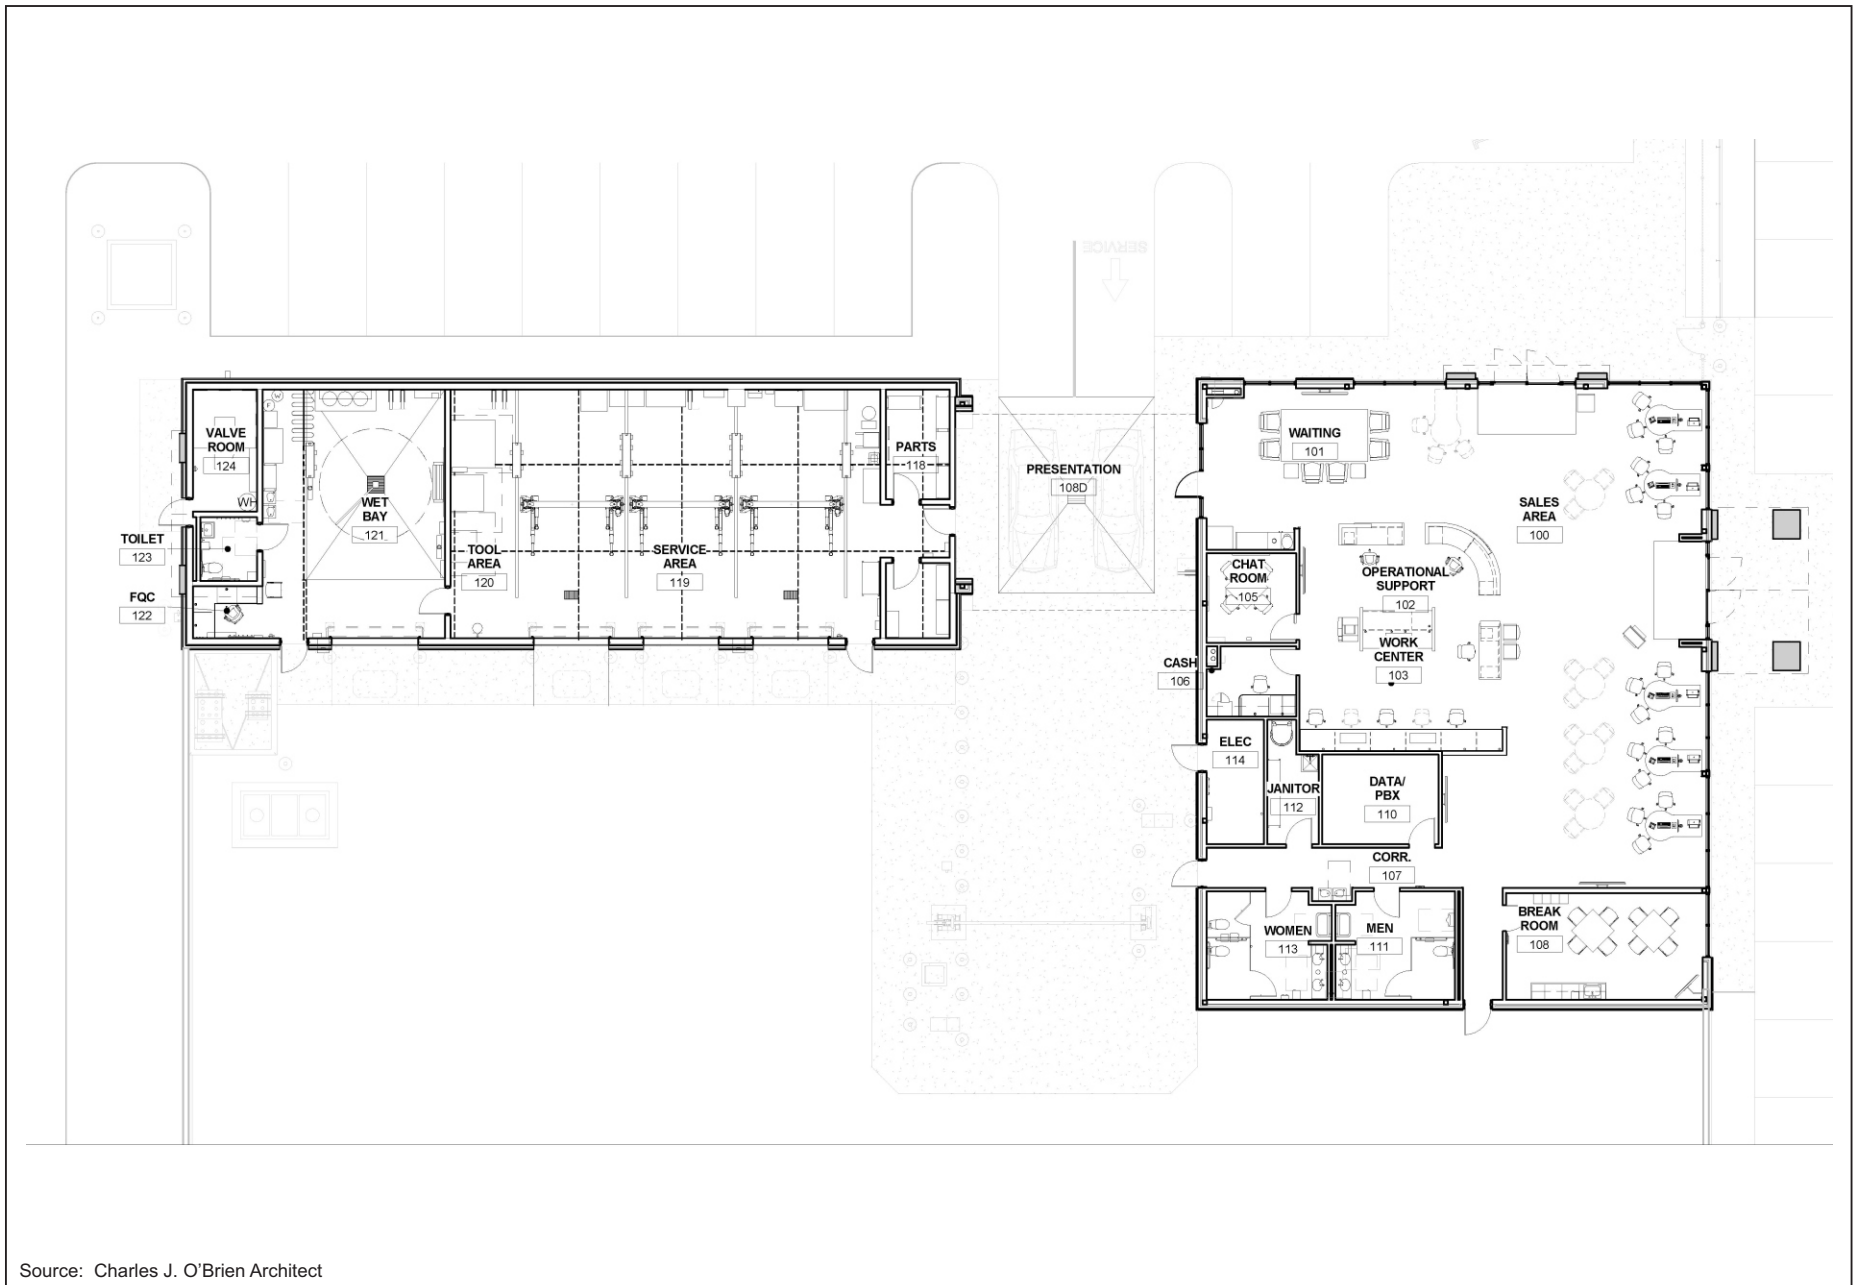 SERVICE
VALVE
ROOM
124
W
F
WH
WET
BAY
121
TOILET
123
FQC
122
TOOL
AREA
120
SERVICE
AREA
119
PARTS
118
PRESENTATION
108D
WAITING
101
SALES
AREA
100
CHAT
ROOM
105
OPERATIONAL
SUPPORT
102
WORK
CENTER
103
CASH
106
ELEC
114
JANITOR
112
DATA/
PBX
110
CORR.
107
WOMEN
113
MEN
111
BREAK
ROOM
108
Source: Charles J. O'Brien Architect